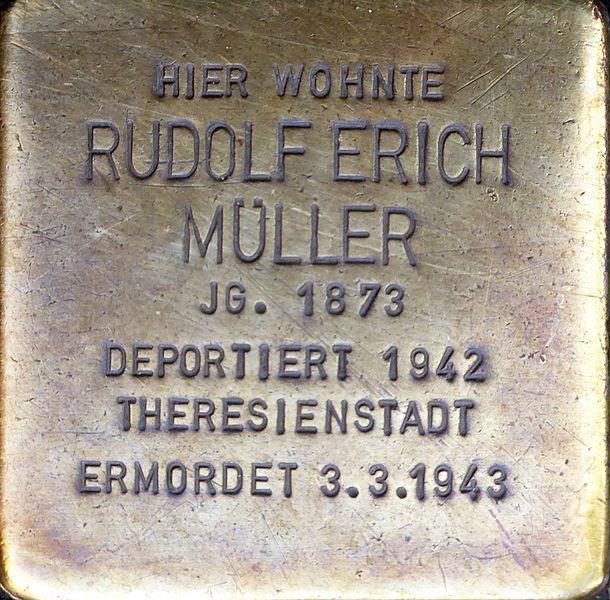 HIER WOHNTE
RUDOLF ERICH
MÜLLER
JG. 1873
DEPORTIERT 1942
THERESIENSTADT
ERMORDET 3.3.1943